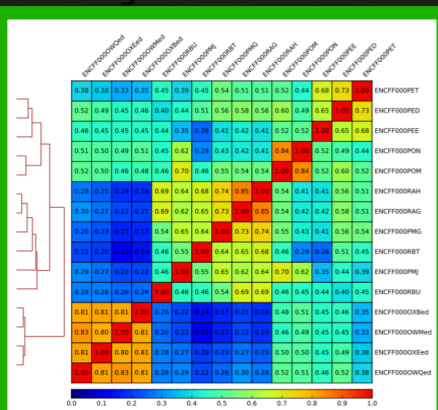 ENCFF000OWQed ENCFF000OXEed ENCFF000OWMed ENCFF000OXBed ENCFF000RBU ENCFF000PMJ ENCFF000RBT ENCFF000PMG ENCFF000RAG ENCFF000RAH ENCFF000POM ENCFF000PON ENCFF000PEE ENCFF000PED ENCFF000PET
0.38 0.38 0.33 0.35 0.45 0.39 0.45 0.54 0.51 0.51 0.52 0.44 0.68 0.73 1.00 ENCFF000PET
0.52 0.49 0.45 0.46 0.40 0.44 0.51 0.56 0.58 0.56 0.60 0.49 0.65 1.00 0.73 ENCFF000PED
0.46 0.45 0.45 0.45 0.44 0.35 0.26 0.41 0.42 0.41 0.52 0.52 1.00 0.65 0.68 ENCFF000PEE
0.51 0.50 0.49 0.51 0.45 0.62 0.29 0.43 0.42 0.41 0.84 1.00 0.52 0.49 0.44 ENCFF000PON
0.52 0.50 0.46 0.48 0.46 0.70 0.46 0.55 0.54 0.54 1.00 0.84 0.52 0.60 0.52 ENCFF000POM
0.28 0.25 0.19 0.18 0.69 0.64 0.68 0.74 0.85 1.00 0.54 0.41 0.41 0.56 0.51 ENCFF000RAH
0.30 0.27 0.22 0.21 0.69 0.62 0.65 0.73 1.00 0.85 0.54 0.42 0.42 0.58 0.51 ENCFF000RAG
0.26 0.23 0.17 0.17 0.54 0.65 0.64 1.00 0.73 0.74 0.55 0.43 0.41 0.56 0.54 ENCFF000PMG
0.22 0.20 0.14 0.46 0.55 1.00 0.64 0.65 0.68 0.46 0.29 0.26 0.51 0.45 ENCFF000RBT
0.29 0.27 0.22 0.22 0.46 1.00 0.55 0.65 0.62 0.64 0.70 0.62 0.35 0.44 0.39 ENCFF000PMJ
0.28 0.28 0.26 0.26 1.00 0.46 0.46 0.54 0.69 0.69 0.46 0.45 0.44 0.40 0.45 ENCFF000RBU
0.81 0.81 0.81 1.00 0.26 0.22 0.14 0.17 0.21 0.18 0.48 0.51 0.45 0.46 0.35 ENCFF000OXBed
0.83 0.80 1.00 0.81 0.26 0.22 0.17 0.22 0.19 0.46 0.49 0.45 0.45 0.33 ENCFF000OWMed
0.81 1.00 0.80 0.81 0.28 0.27 0.20 0.23 0.27 0.25 0.50 0.50 0.45 0.49 0.38 ENCFF000OXEed
1.00 0.81 0.83 0.81 0.28 0.29 0.22 0.26 0.30 0.28 0.52 0.51 0.46 0.52 0.38 ENCFF000OWQed
0.0 0.1 0.2 0.3 0.4 0.5 0.6 0.7 0.8 0.9 1.0